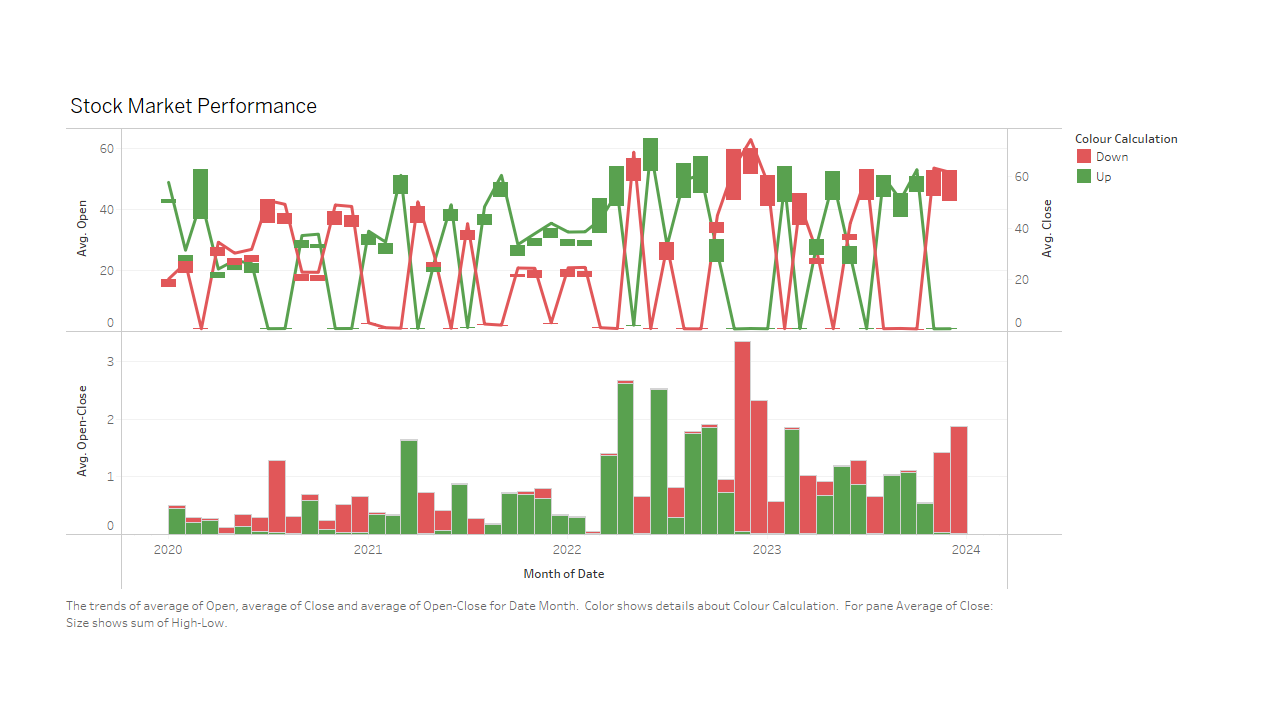 Stock Market Performance
Colour Calculation
Down
Up
Avg. Open
60
40
20
0
Avg. Close
60
40
20
0
Avg. Open-Close
3
2
1
0
2020 2021 2022 2023 2024
Month of Date
The trends of average of Open, average of Close and average of Open-Close for Date Month. Color shows details about Colour Calculation. For pane Average of Close:
Size shows sum of High-Low.